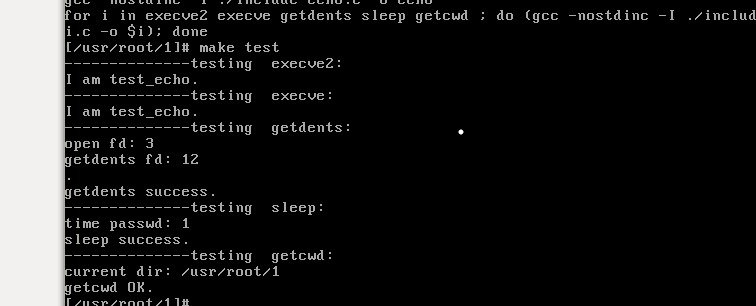 gcc -nostdinc -I ./include echo.c -o echo
for i in execve2 execve getdents sleep getcwd ; do (gcc -nostdinc -I ./includ
i.c -o $i); done
[/usr/root/1]# make test
--------------testing  execve2:
I am test_echo.
--------------testing  execve:
I am test_echo.
--------------testing  getdents:
open fd: 3
getdents fd: 12
.
getdents success.
--------------testing  sleep:
time passwd: 1
sleep success.
--------------testing  getcwd:
current dir: /usr/root/1
getcwd OK.
[/usr/root/1]#